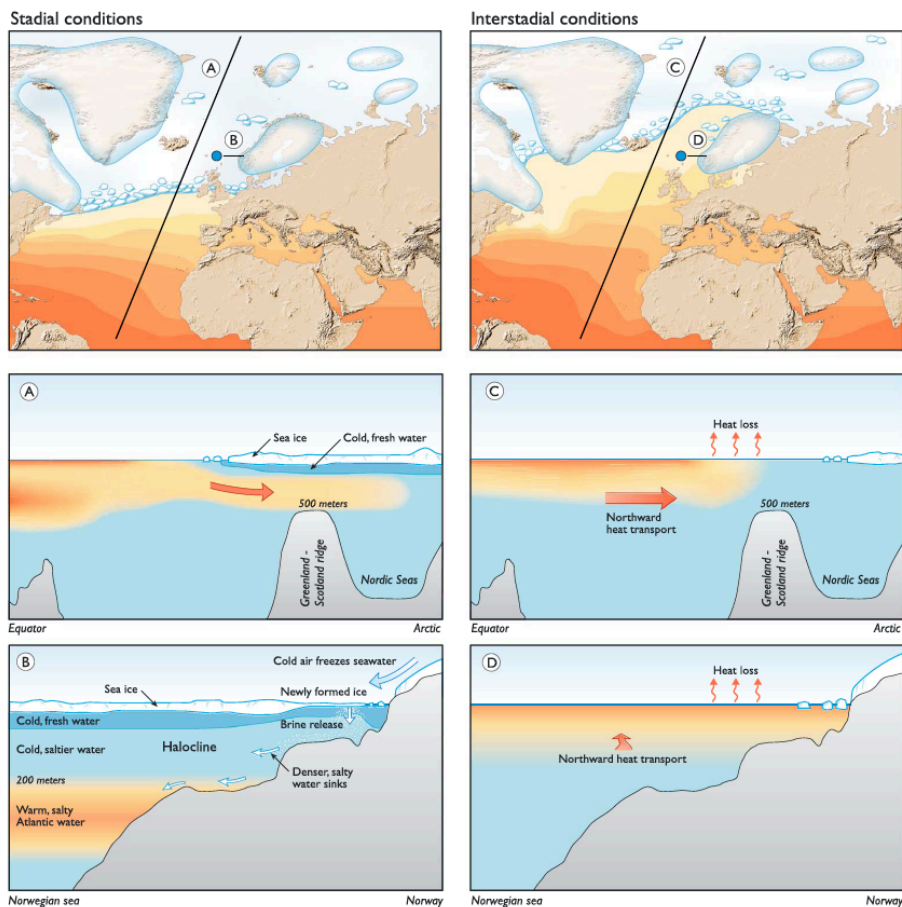 Stadial conditions
A
B
Interstadial conditions
C
D
A
Sea ice
Cold, fresh water
500 meters
Greenland -
Scotland ridge
Nordic Seas
Equator
Arctic
C
Heat loss
500 meters
Northward
heat transport
Greenland -
Scotland ridge
Nordic Seas
Equator
Arctic
B
Cold air freezes seawater
Sea ice
Newly formed ice
Cold, fresh water
Brine release
Cold, saltier water
Halocline
Denser, salty
water sinks
200 meters
Warm, salty
Atlantic water
Norwegian sea
Norway
D
Heat loss
Northward heat transport
Norwegian sea
Norway